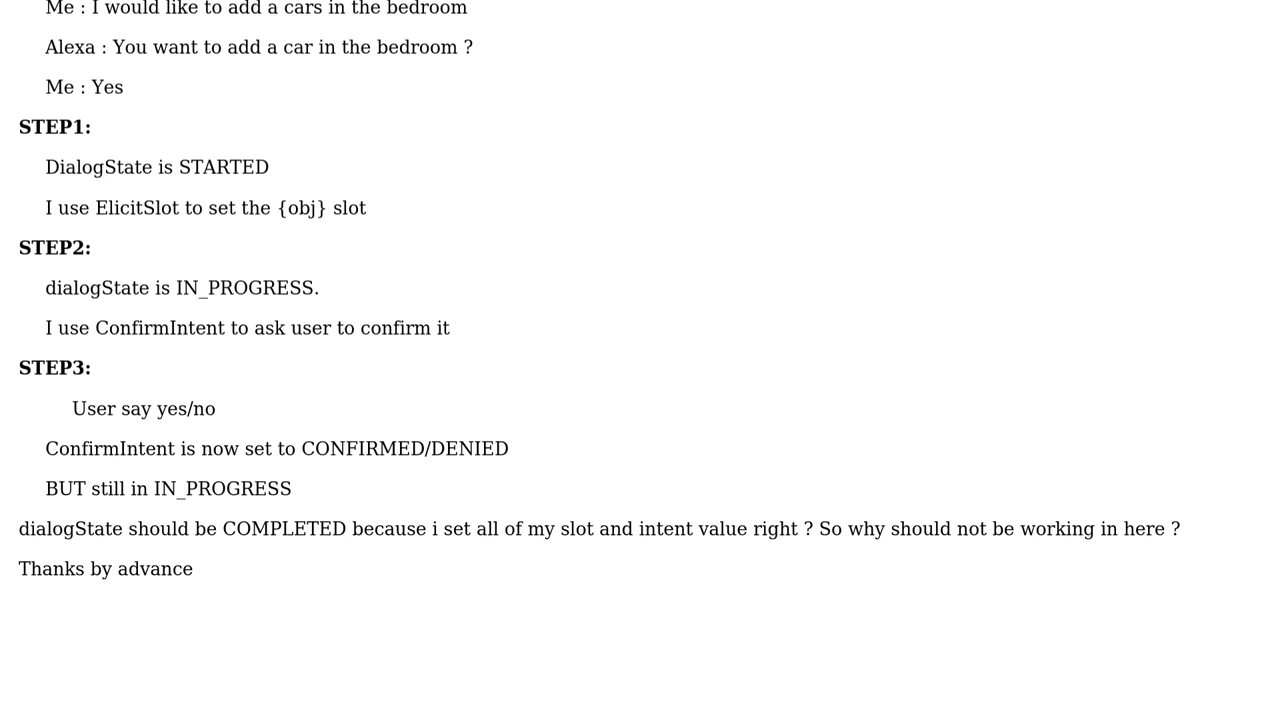 Me : I would like to add a cars in the bedroom
Alexa : You want to add a car in the bedroom ?
Me : Yes
STEP1:
DialogState is STARTED
I use ElicitSlot to set the {obj} slot
STEP2:
dialogState is IN_PROGRESS.
I use ConfirmIntent to ask user to confirm it
STEP3:
User say yes/no
ConfirmIntent is now set to CONFIRMED/DENIED
BUT still in IN_PROGRESS
dialogState should be COMPLETED because i set all of my slot and intent value right ? So why should not be working in here ?
Thanks by advance